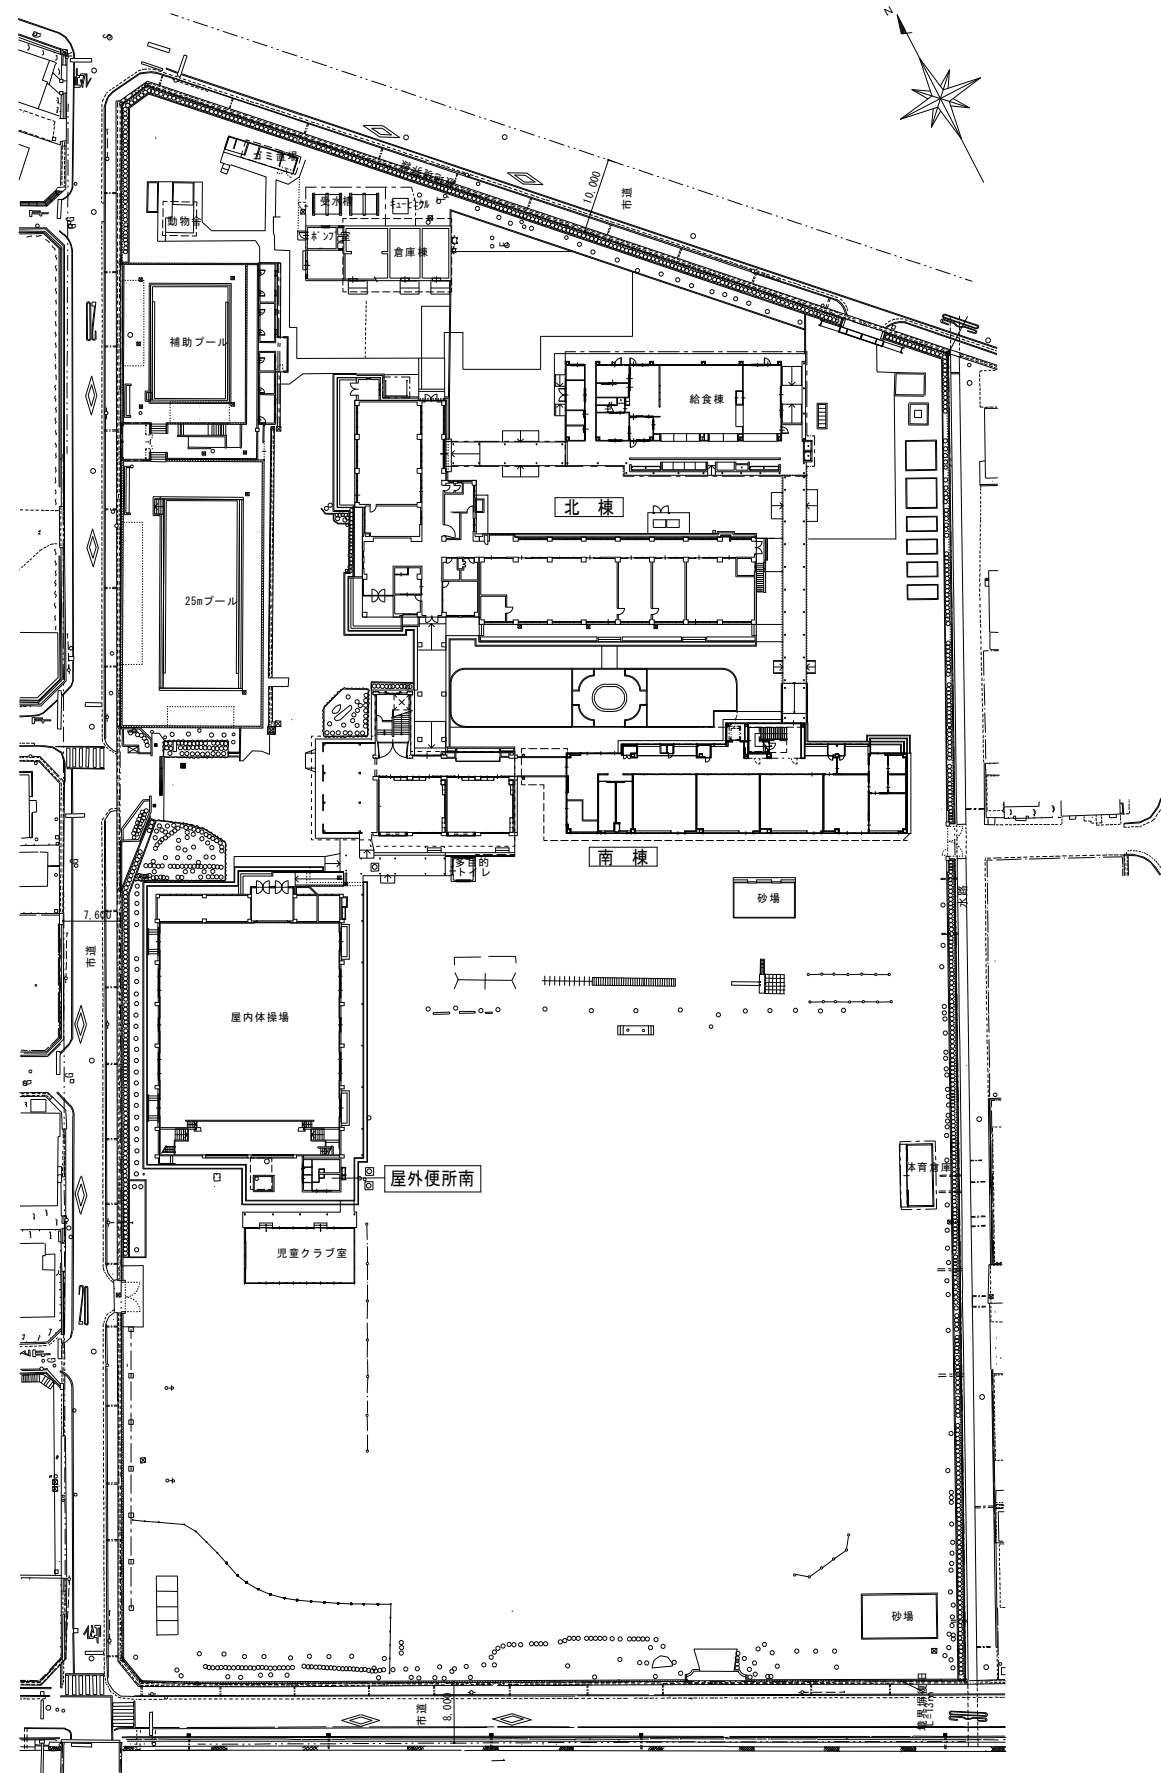 N
ゴミ置場
10,000
市道
受水槽
キュービクル
動物舎
ポンプ室
倉庫棟
補助プール
給食棟
北 棟
25mプール
南 棟
多目的
トイレ
砂場
水路
7,600
市道
屋内体操場
体育倉庫
屋外便所南
児童クラブ室
砂場
市道
8,000